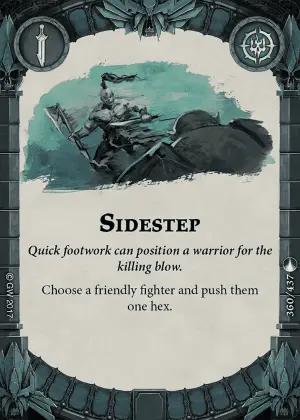 SIDESTEP
Quick footwork can position a warrior for the
killing blow.
Choose a friendly fighter and push them
one hex.
© GW 2017
360/437